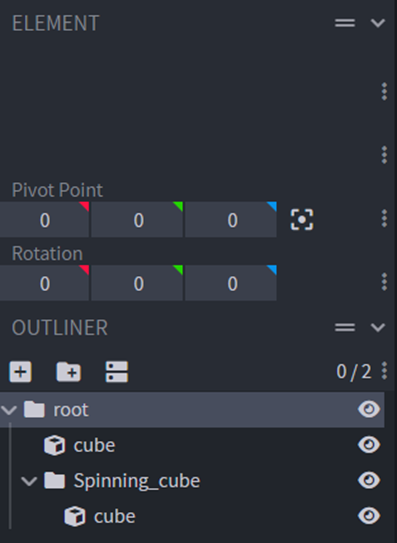 ELEMENT
Pivot Point
0 0 0
Rotation
0 0 0
OUTLINER
0 / 2
root
cube
Spinning_cube
cube